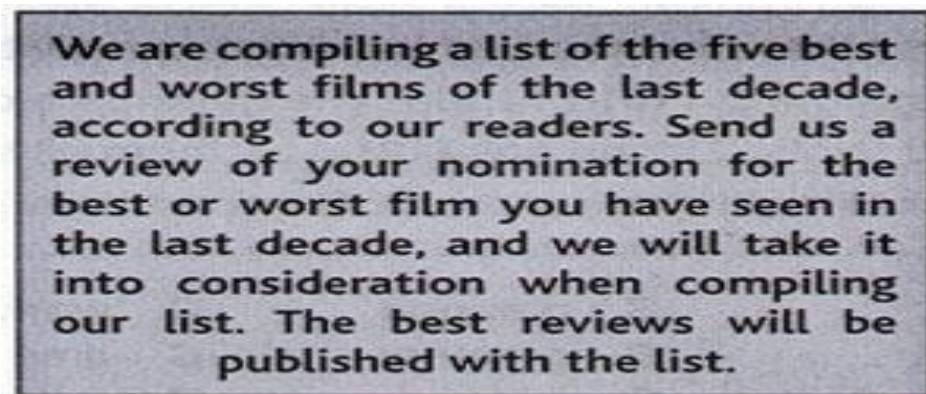 We are compiling a list of the five best
and worst films of the last decade,
according to our readers. Send us a
review of your nomination for the
best or worst film you have seen in
the last decade, and we will take it
into consideration when compiling
our list. The best reviews will be
published with the list.